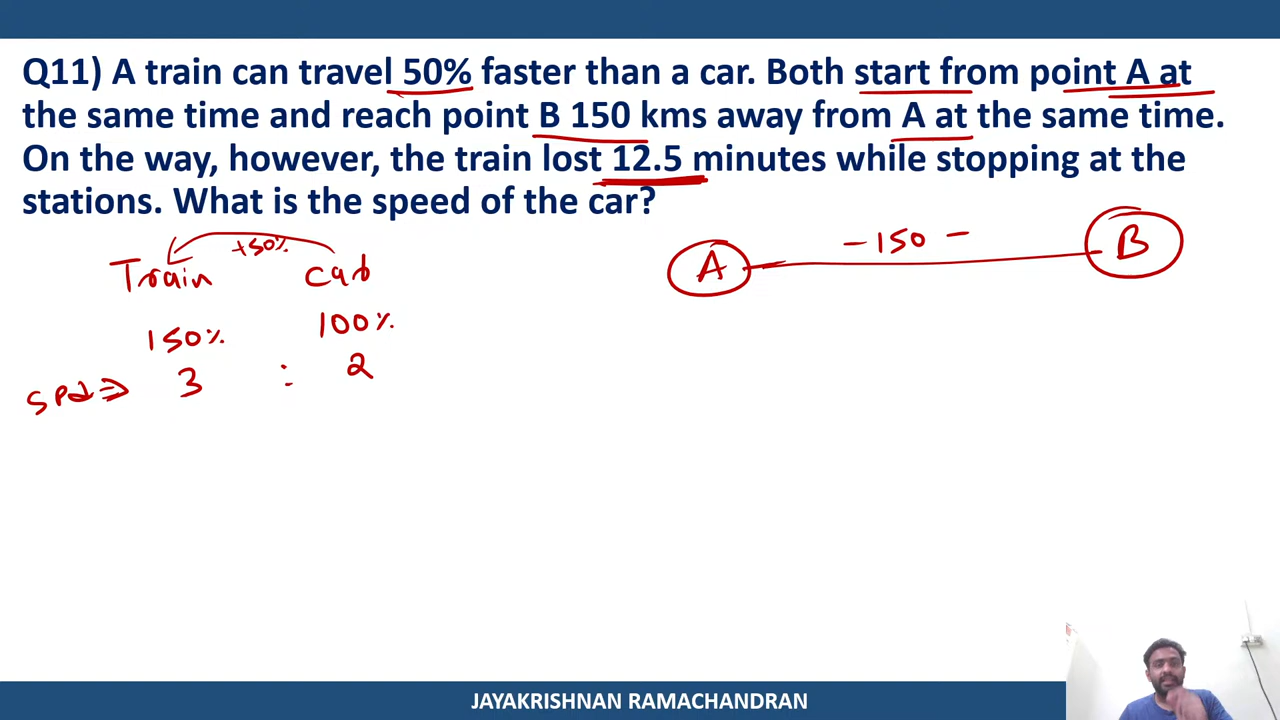 Q11) A train can travel 50% faster than a car. Both start from point A at
the same time and reach point B 150 kms away from A at the same time.
On the way, however, the train lost 12.5 minutes while stopping at the
stations. What is the speed of the car?
+50%
Train Car
150% 100%
Spd ⇒ 3 : 2
A - 150 - B
JAYAKRISHNAN RAMACHANDRAN